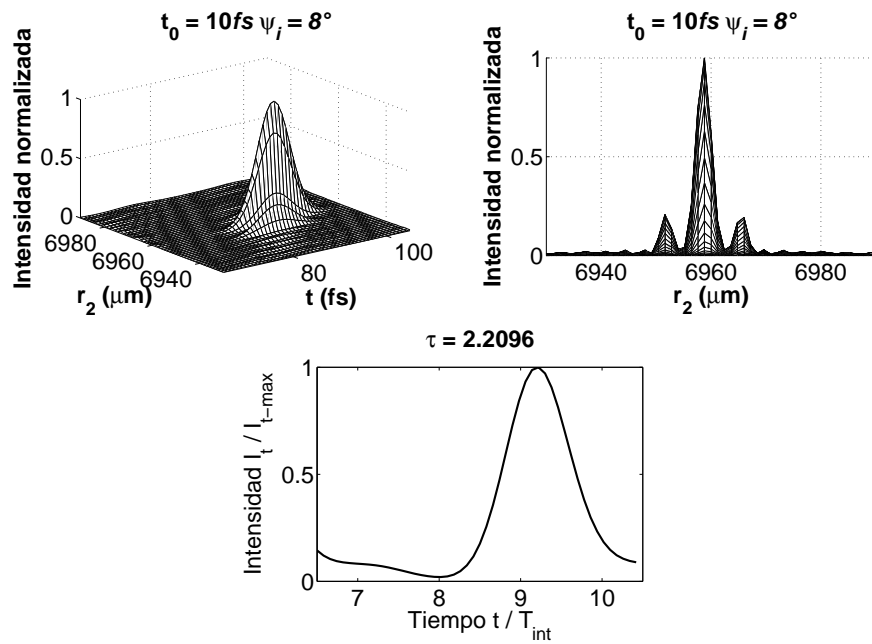 t₀ = 10fs ψᵢ = 8°
Intensidad normalizada
1
0.5
0
6980
6960
6940
r₂ (μm)
80
100
t (fs)
t₀ = 10fs ψᵢ = 8°
Intensidad normalizada
1
0.5
0
6940
6960
6980
r₂ (μm)
τ = 2.2096
Intensidad I_t / I_t−max
1
0.5
0
7
8
9
10
Tiempo t / T_int